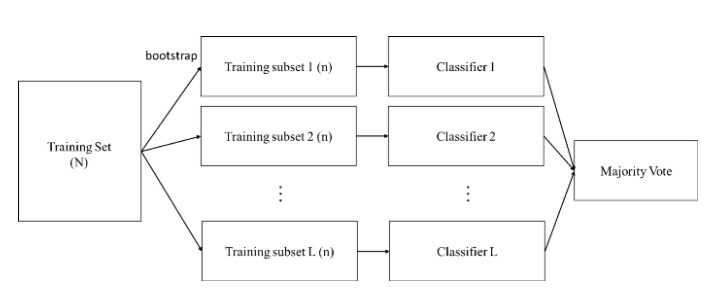 bootstrap
Training subset 1 (n)
Classifier 1
Training subset 2 (n)
Classifier 2
Training Set
(N)
Majority Vote
Training subset L (n)
Classifier L